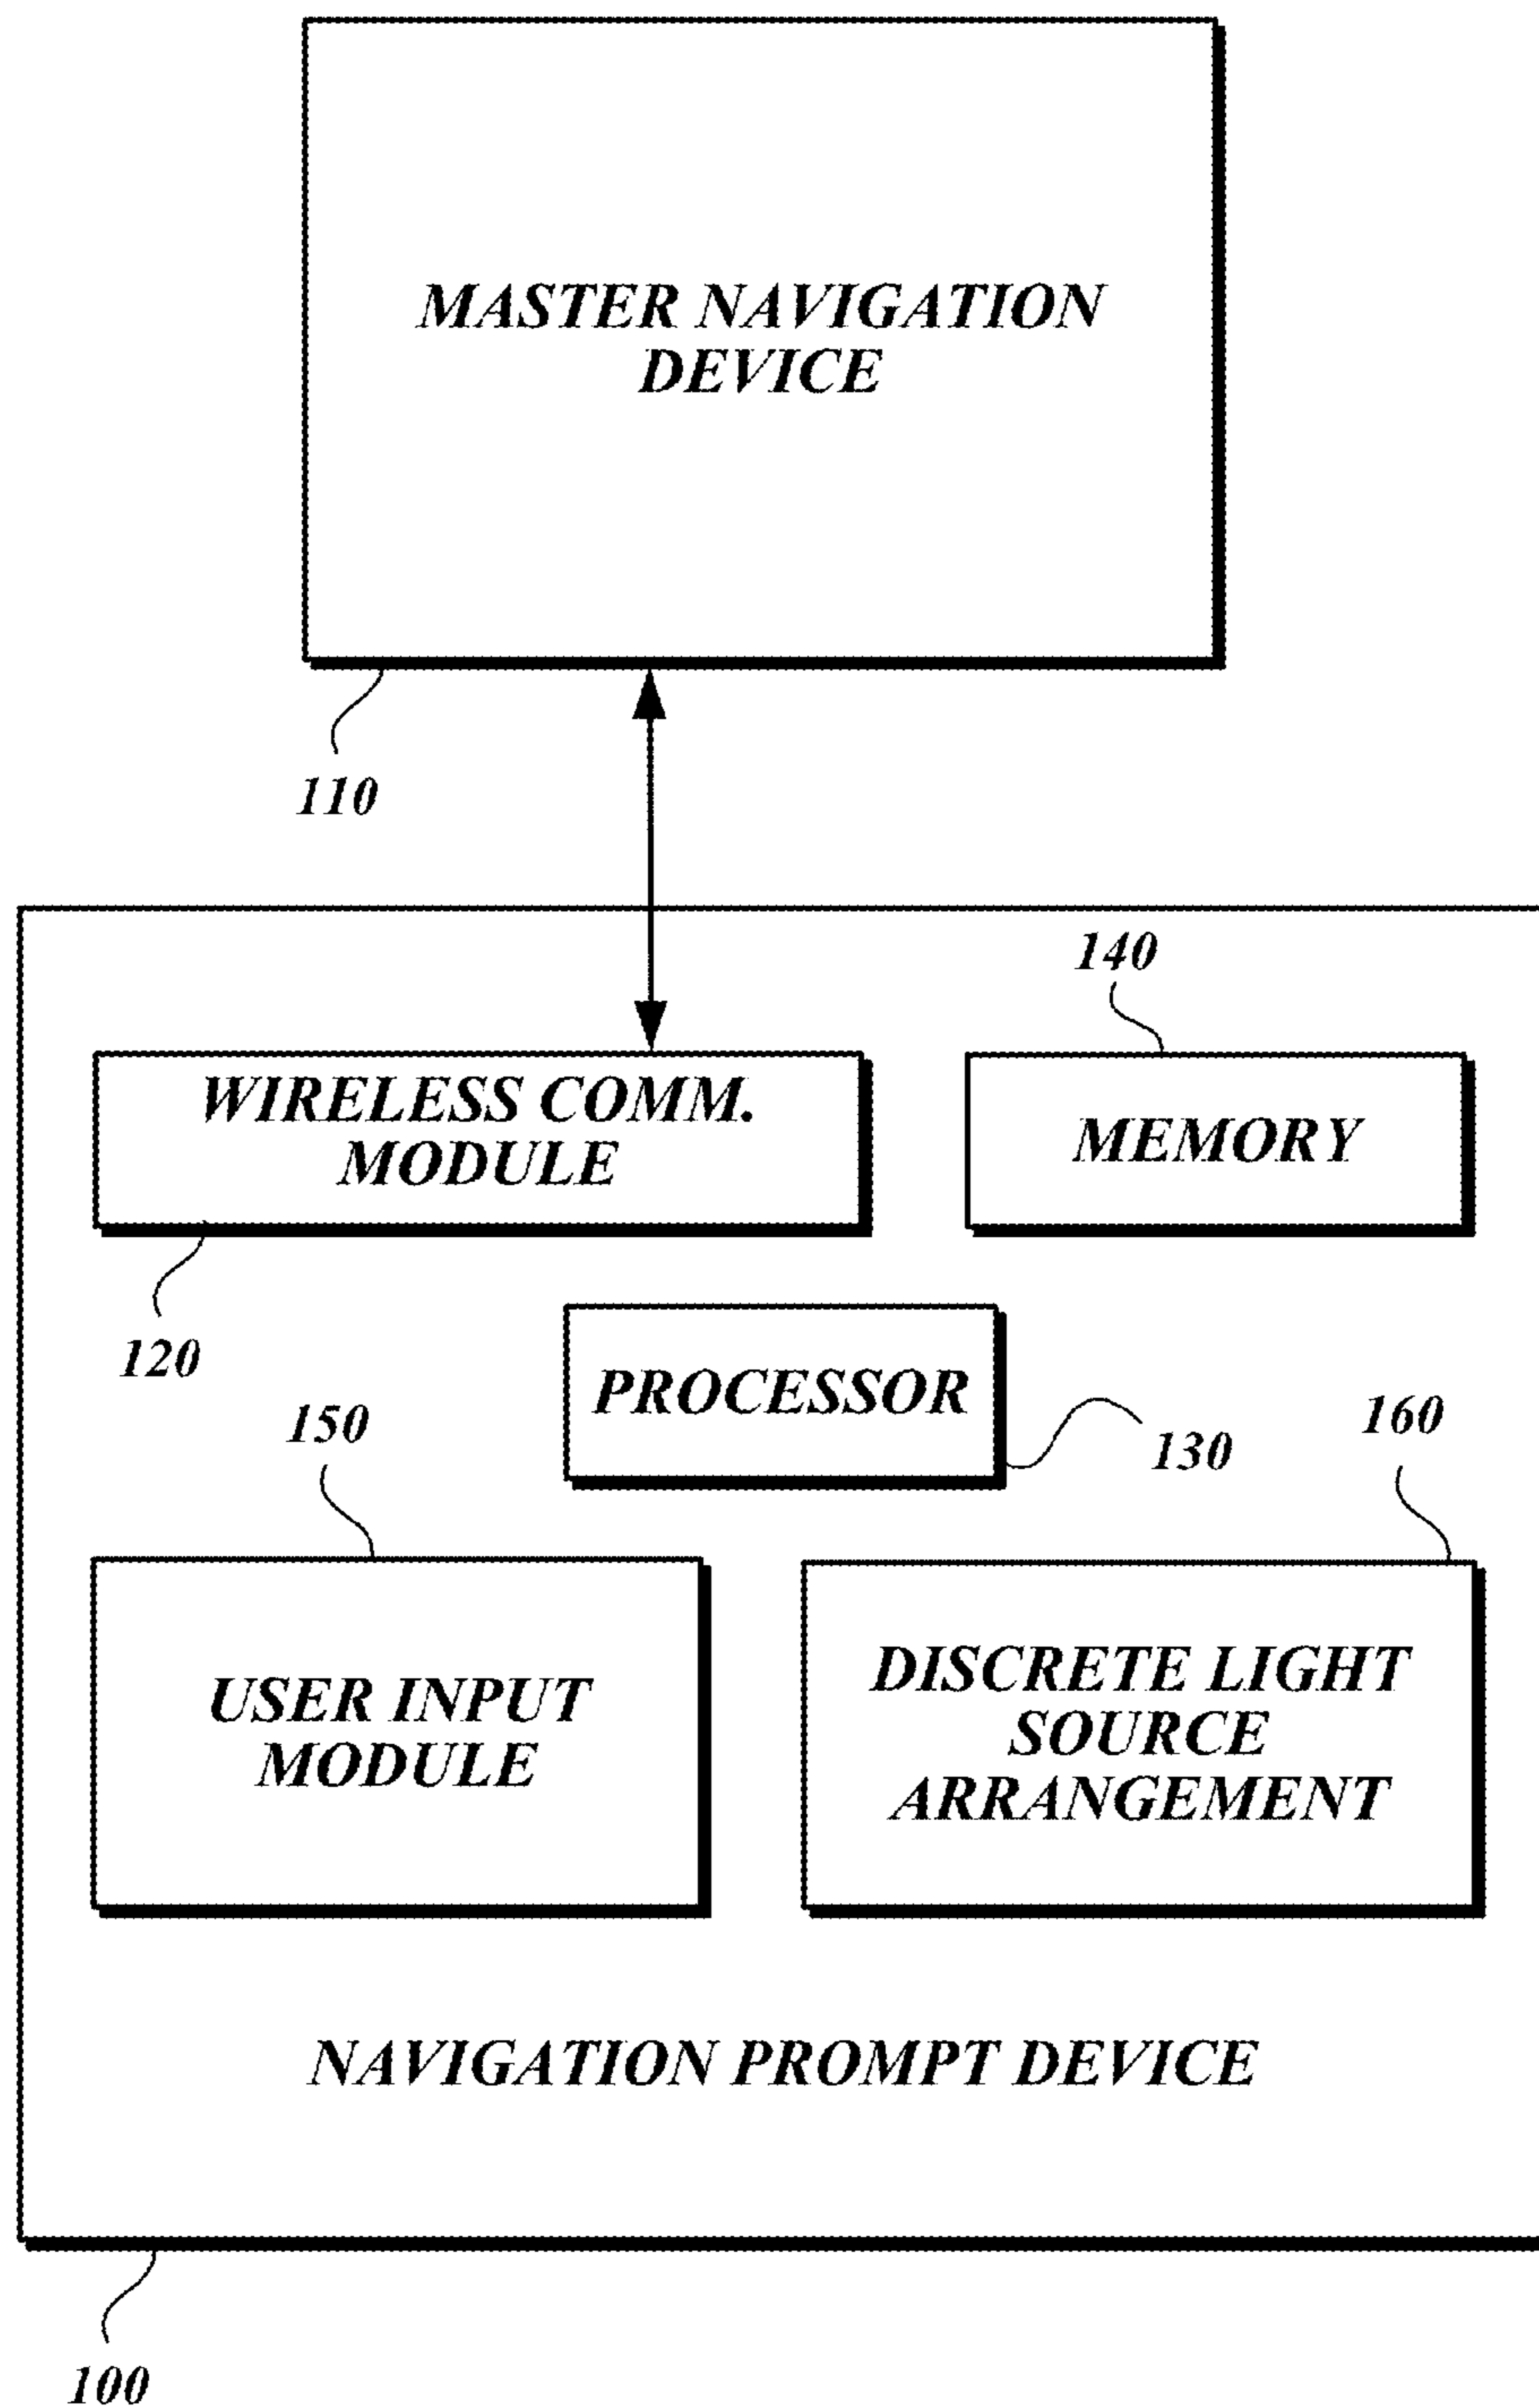 MASTER NAVIGATION
DEVICE
110
140
WIRELESS COMM.
MODULE
MEMORY
120
PROCESSOR
130
150
160
USER INPUT
MODULE
DISCRETE LIGHT
SOURCE
ARRANGEMENT
NAVIGATION PROMPT DEVICE
100